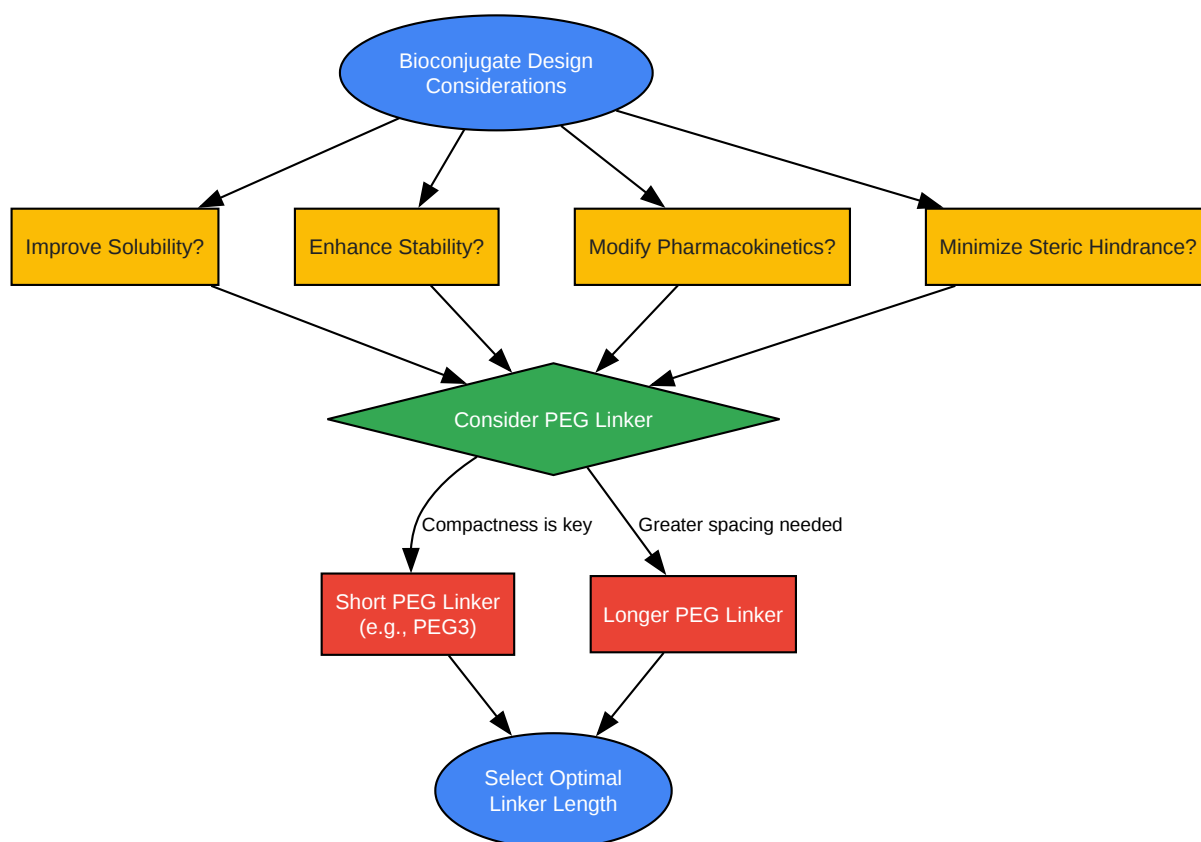 Bioconjugate Design
Considerations
Improve Solubility?
Enhance Stability?
Modify Pharmacokinetics?
Minimize Steric Hindrance?
Consider PEG Linker
Compactness is key
Greater spacing needed
Short PEG Linker
(e.g., PEG3)
Longer PEG Linker
Select Optimal
Linker Length